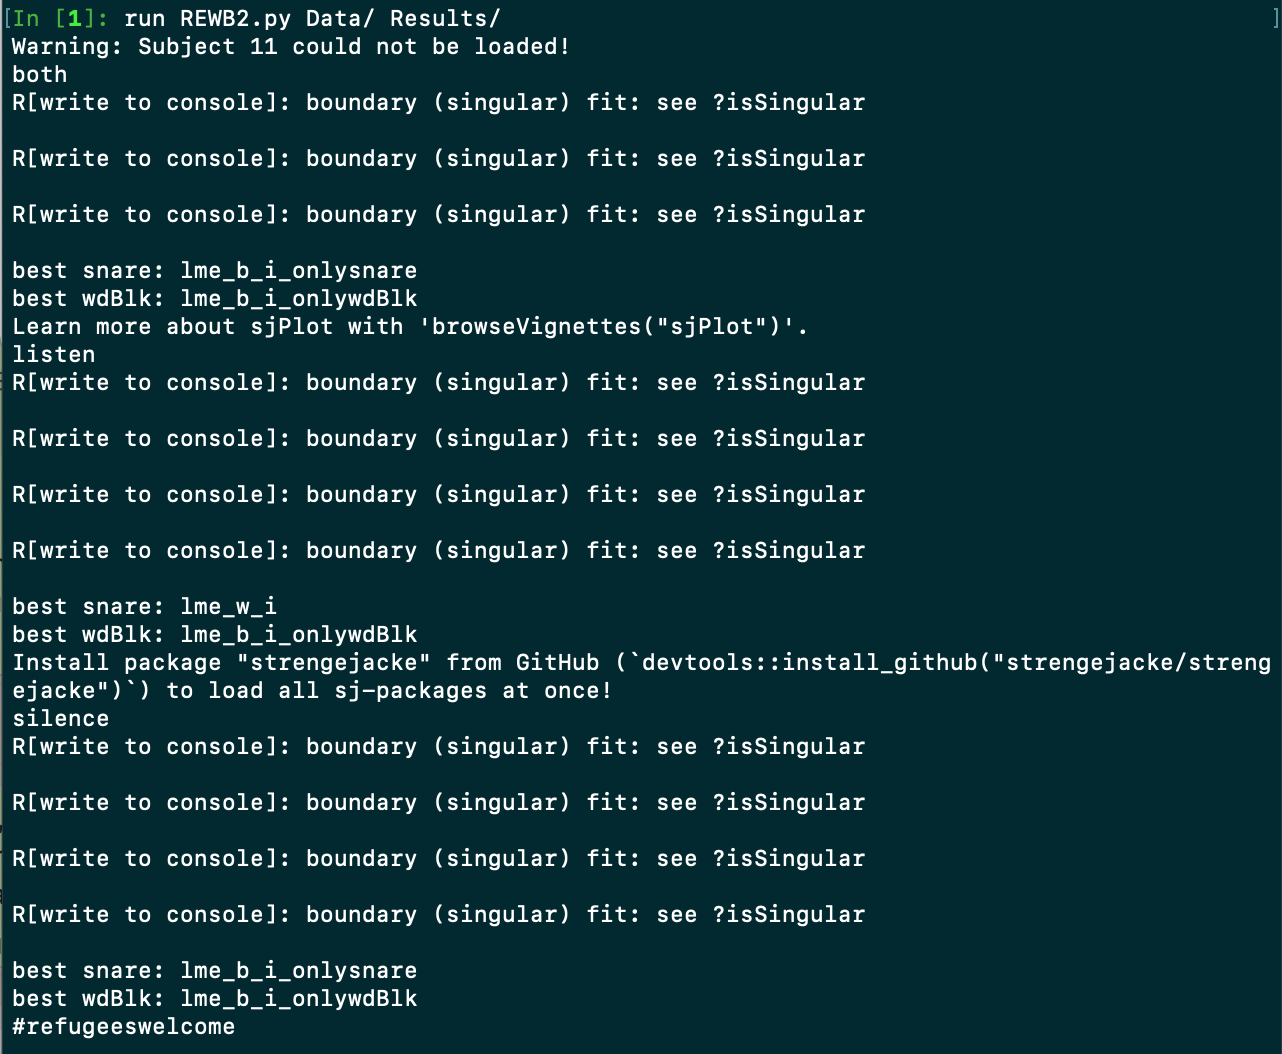 [In [1]: run REWB2.py Data/ Results/ ]
Warning: Subject 11 could not be loaded!
both
R[write to console]: boundary (singular) fit: see ?isSingular
R[write to console]: boundary (singular) fit: see ?isSingular
R[write to console]: boundary (singular) fit: see ?isSingular
best snare: lme_b_i_onlysnare
best wdBlk: lme_b_i_onlywdBlk
Learn more about sjPlot with 'browseVignettes("sjPlot")'.
listen
R[write to console]: boundary (singular) fit: see ?isSingular
R[write to console]: boundary (singular) fit: see ?isSingular
R[write to console]: boundary (singular) fit: see ?isSingular
R[write to console]: boundary (singular) fit: see ?isSingular
best snare: lme_w_i
best wdBlk: lme_b_i_onlywdBlk
Install package "strengejacke" from GitHub (`devtools::install_github("strengejacke/streng
ejacke")`) to load all sj-packages at once!
silence
R[write to console]: boundary (singular) fit: see ?isSingular
R[write to console]: boundary (singular) fit: see ?isSingular
R[write to console]: boundary (singular) fit: see ?isSingular
R[write to console]: boundary (singular) fit: see ?isSingular
best snare: lme_b_i_onlysnare
best wdBlk: lme_b_i_onlywdBlk
#refugeeswelcome